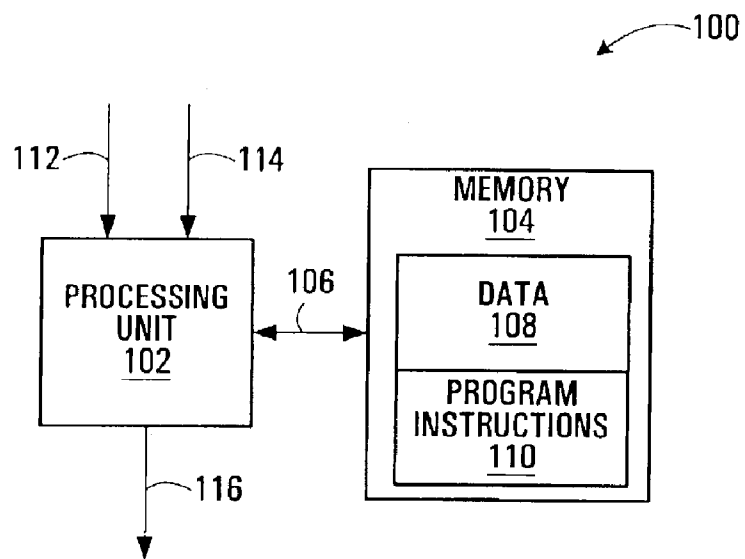 100
112
114
MEMORY
104
PROCESSING
UNIT
102
106
DATA
108
PROGRAM
INSTRUCTIONS
110
116